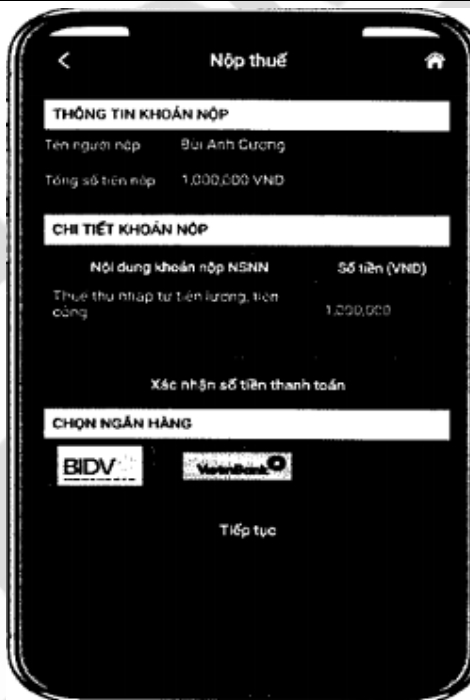 Nộp thuế
THÔNG TIN KHOẢN NỘP
Tên người nộp Bùi Anh Cương
Tổng số tiền nộp 1,000,000 VND
CHI TIẾT KHOẢN NỘP
Nội dung khoản nộp NSNN Số tiền (VND)
Thuế thu nhập từ tiền lương, tiền
công
1,000,000
Xác nhận số tiền thanh toán
CHỌN NGÂN HÀNG
BIDV VietinBank
Tiếp tục